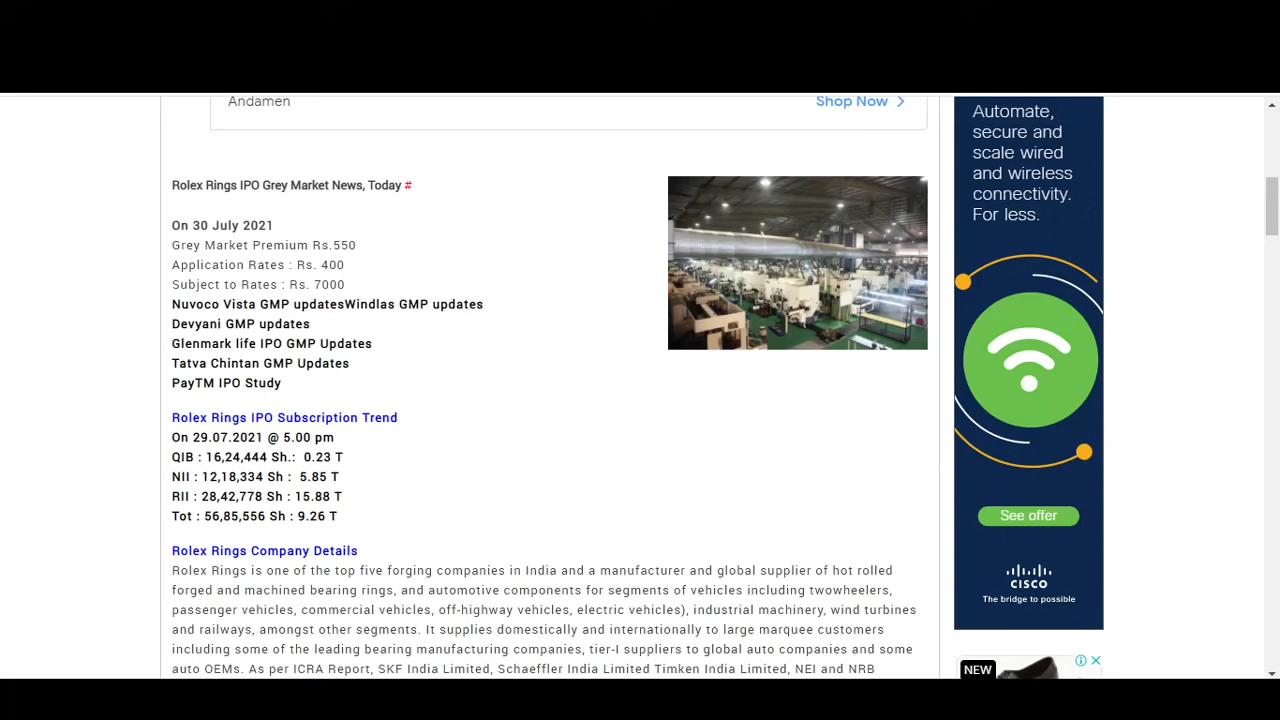 Andamen
Shop Now
Rolex Rings IPO Grey Market News, Today #
On 30 July 2021
Grey Market Premium Rs.550
Application Rates : Rs. 400
Subject to Rates : Rs. 7000
Nuvoco Vista GMP updatesWindlas GMP updates
Devyani GMP updates
Glenmark life IPO GMP Updates
Tatva Chintan GMP Updates
PayTM IPO Study
Rolex Rings IPO Subscription Trend
On 29.07.2021 @ 5.00 pm
QIB : 16,24,444 Sh.: 0.23 T
NII : 12,18,334 Sh : 5.85 T
RII : 28,42,778 Sh : 15.88 T
Tot : 56,85,556 Sh : 9.26 T
Rolex Rings Company Details
Rolex Rings is one of the top five forging companies in India and a manufacturer and global supplier of hot rolled
forged and machined bearing rings, and automotive components for segments of vehicles including twowheelers,
passenger vehicles, commercial vehicles, off-highway vehicles, electric vehicles), industrial machinery, wind turbines
and railways, amongst other segments. It supplies domestically and internationally to large marquee customers
including some of the leading bearing manufacturing companies, tier-I suppliers to global auto companies and some
auto OEMs. As per ICRA Report, SKF India Limited, Schaeffler India Limited Timken India Limited, NEI and NRB
Automate,
secure and
scale wired
and wireless
connectivity.
For less.
See offer
CISCO
The bridge to possible
NEW